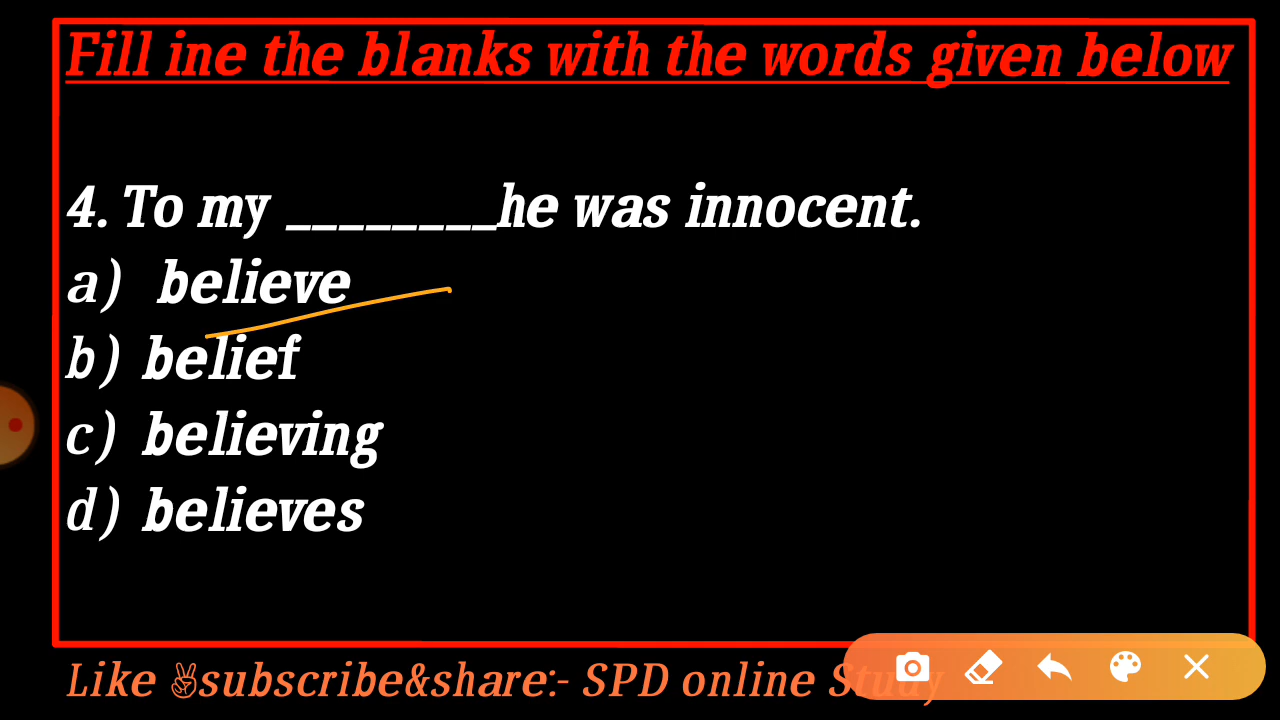 Fill ine the blanks with the words given below
4. To my ________he was innocent.
a) believe
b) belief
c) believing
d) believes
Like ✌subscribe&share:- SPD online Study